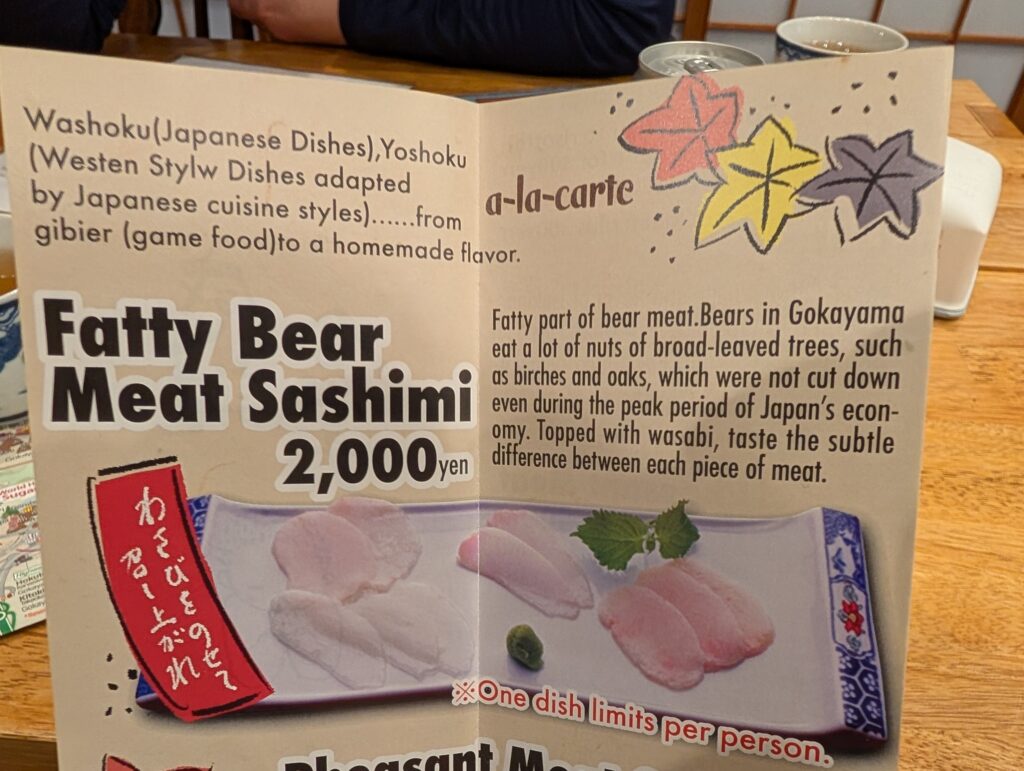 Washoku(Japanese Dishes),Yoshoku
(Westen Stylw Dishes adapted
by Japanese cuisine styles)......from
gibier (game food)to a homemade flavor.
a-la-carte
Fatty Bear
Meat Sashimi
2,000yen
Fatty part of bear meat.Bears in Gokayama
eat a lot of nuts of broad-leaved trees, such
as birches and oaks, which were not cut down
even during the peak period of Japan's econ-
omy. Topped with wasabi, taste the subtle
difference between each piece of meat.
わさびをのせて
召し上がれ
※One dish limits per person.
Pheasant Meat